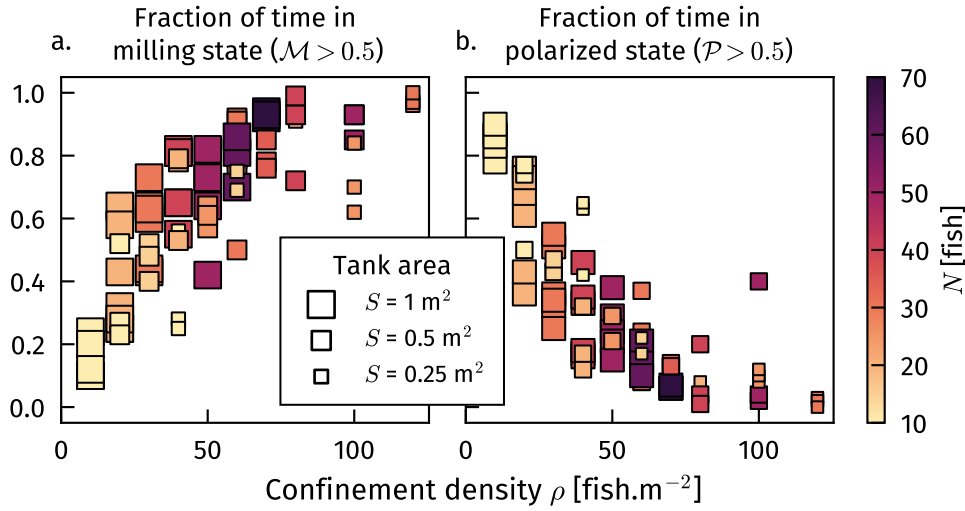 Fraction of time in
milling state (ℳ > 0.5)
a.
Fraction of time in
polarized state (𝒫 > 0.5)
b.
1.0
0.8
0.6
0.4
0.2
0.0
0
50
100
0
50
100
Tank area
S = 1 m²
S = 0.5 m²
S = 0.25 m²
70
60
50
40
30
20
10
N [fish]
Confinement density ρ [fish.m⁻²]